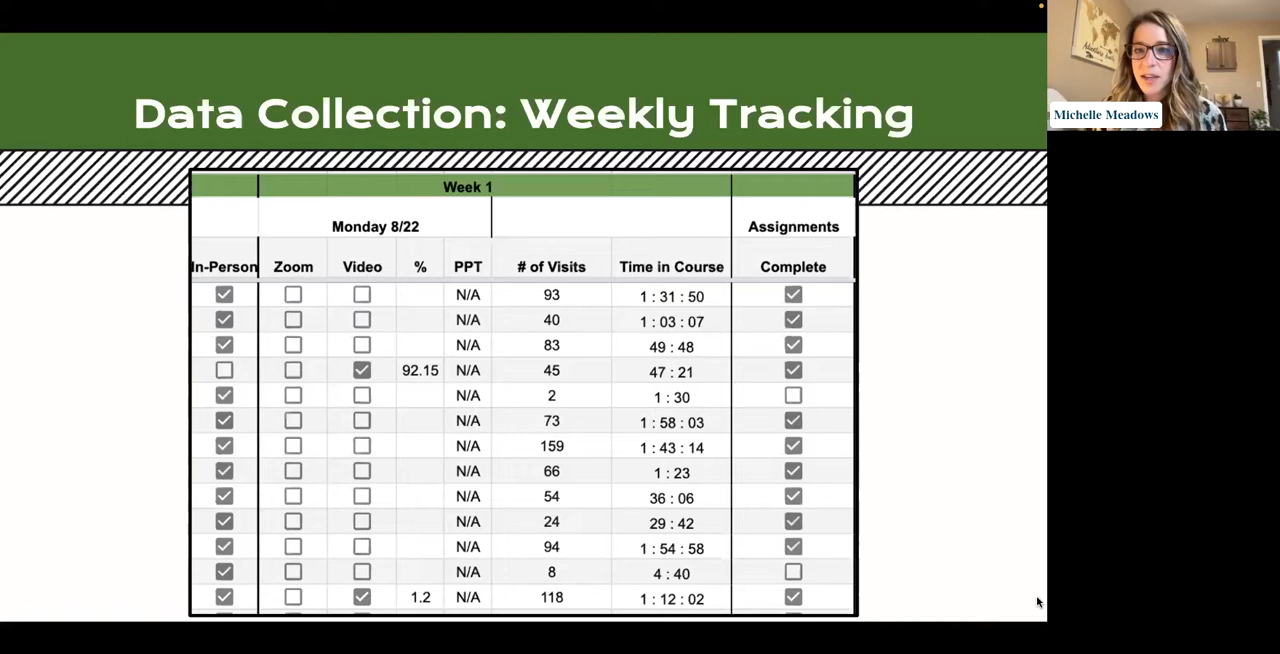 Data Collection: Weekly Tracking
Michelle Meadows
Week 1
Monday 8/22 Assignments
In-Person Zoom Video % PPT # of Visits Time in Course Complete
N/A 93 1 : 31 : 50
N/A 40 1 : 03 : 07
N/A 83 49 : 48
92.15 N/A 45 47 : 21
N/A 2 1 : 30
N/A 73 1 : 58 : 03
N/A 159 1 : 43 : 14
N/A 66 1 : 23
N/A 54 36 : 06
N/A 24 29 : 42
N/A 94 1 : 54 : 58
N/A 8 4 : 40
1.2 N/A 118 1 : 12 : 02